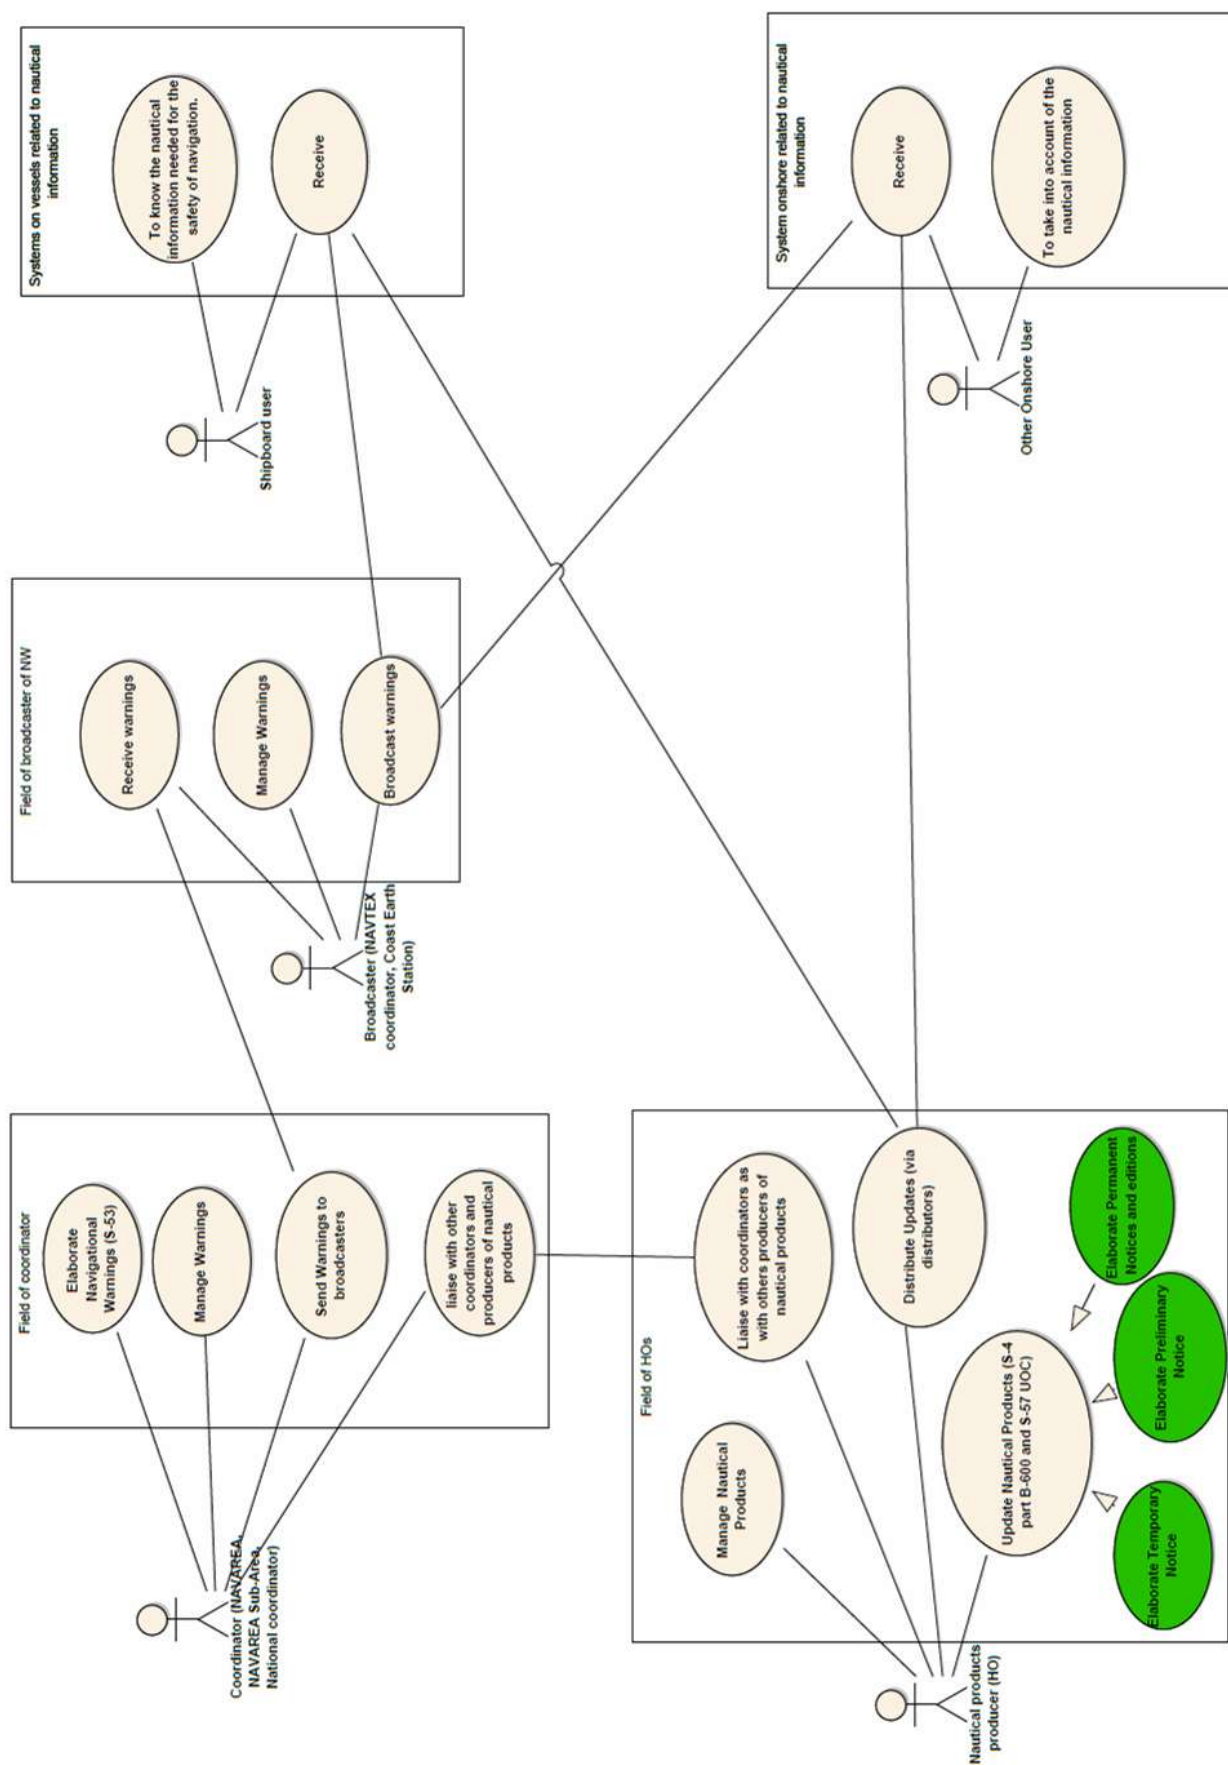 Field of coordinator
Elaborate
Navigational
Warnings (S-53)
Manage Warnings
Send Warnings to
broadcasters
liaise with other
coordinators and
producers of nautical
products
Coordinator (NAVAREA,
NAVAREA Sub-Area,
National coordinator)
Field of broadcaster of NW
Receive warnings
Manage Warnings
Broadcast warnings
Broadcaster (NAVTEX
coordinator, Coast Earth
Station)
Systems on vessels related to nautical
information
To know the nautical
information needed for the
safety of navigation.
Receive
Shipboard user
Field of HOs
Manage Nautical
Products
Liaise with coordinators as
with others producers of
nautical products
Distribute Updates (via
distributors)
Update Nautical Products (S-4
part B-600 and S-57 UOC)
Elaborate Temporary
Notice
Elaborate Preliminary
Notice
Elaborate Permanent
Notices and editions
Nautical products
producer (HO)
System onshore related to nautical
information
Receive
To take into account of the
nautical information
Other Onshore User